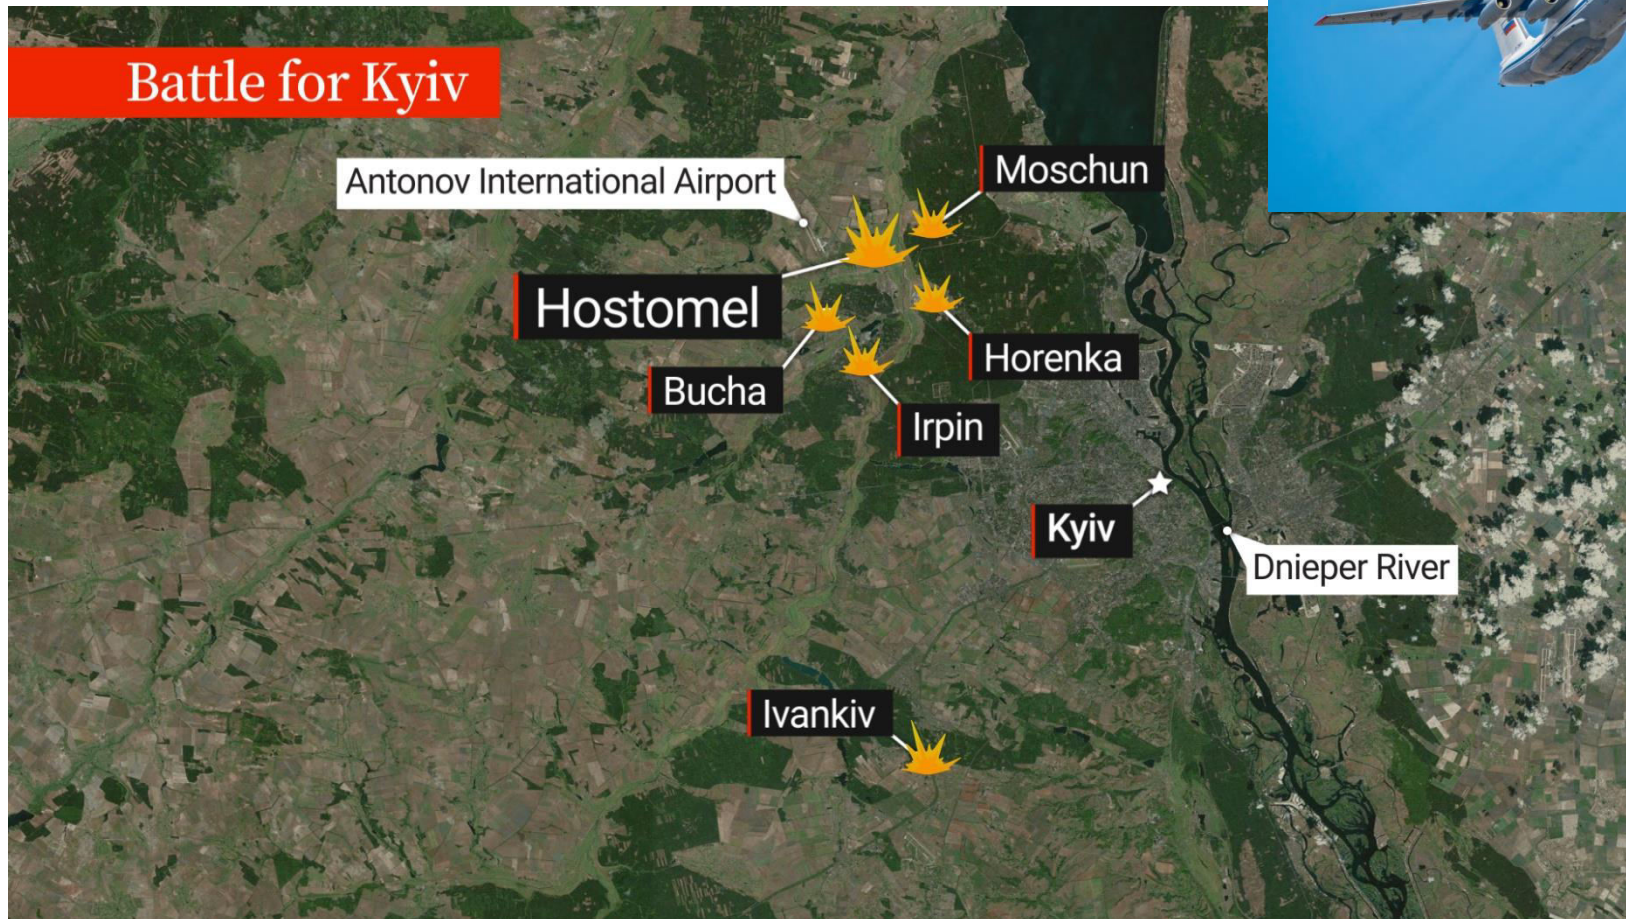 Battle for Kyiv
Antonov International Airport
Moschun
Hostomel
Horenka
Bucha
Irpin
Kyiv
Dnieper River
Ivankiv